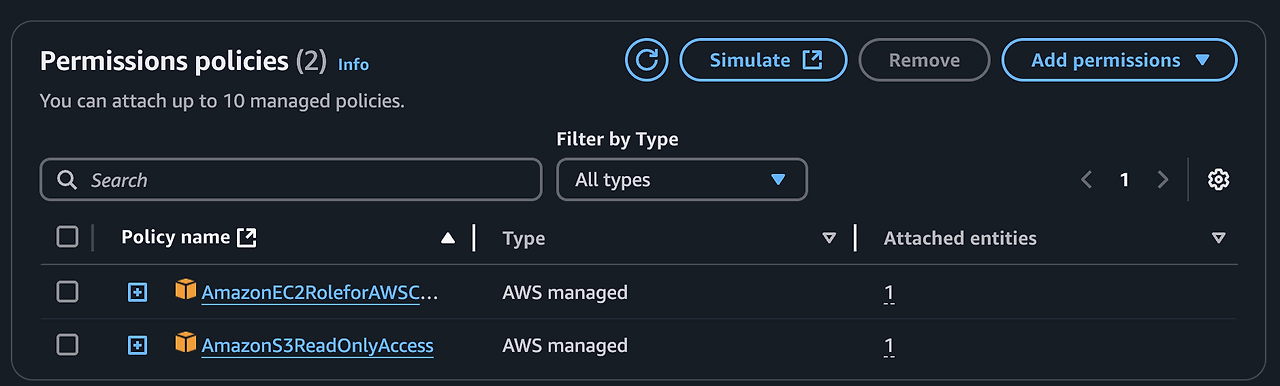 Permissions policies (2) Info
Simulate
Remove
Add permissions
You can attach up to 10 managed policies.
Filter by Type
Search
All types
1
Policy name
Type
Attached entities
AmazonEC2RoleforAWSC...
AWS managed
1
AmazonS3ReadOnlyAccess
AWS managed
1